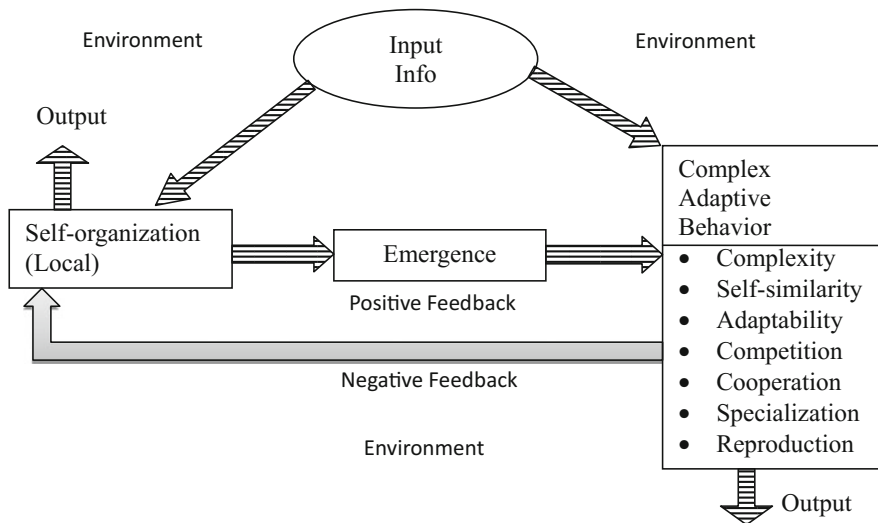 Environment
Input
Info
Environment
Output
Self-organization
(Local)
Emergence
Positive Feedback
Negative Feedback
Environment
Complex
Adaptive
Behavior
• Complexity
• Self-similarity
• Adaptability
• Competition
• Cooperation
• Specialization
• Reproduction
Output